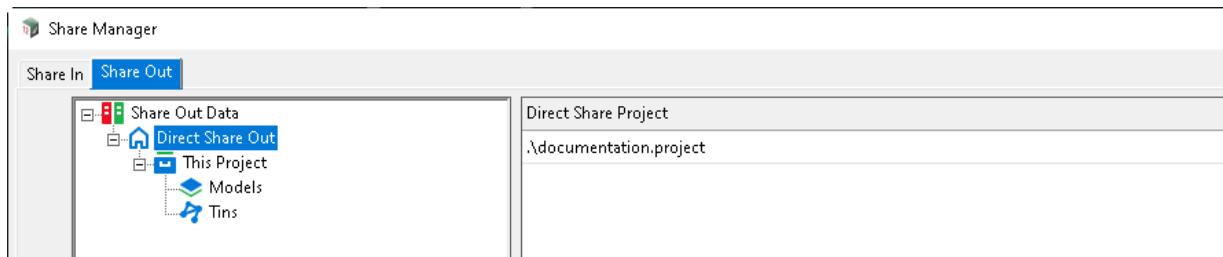 Share Manager
Share In
Share Out
Share Out Data
Direct Share Out
This Project
Models
Tins
Direct Share Project
.\documentation.project